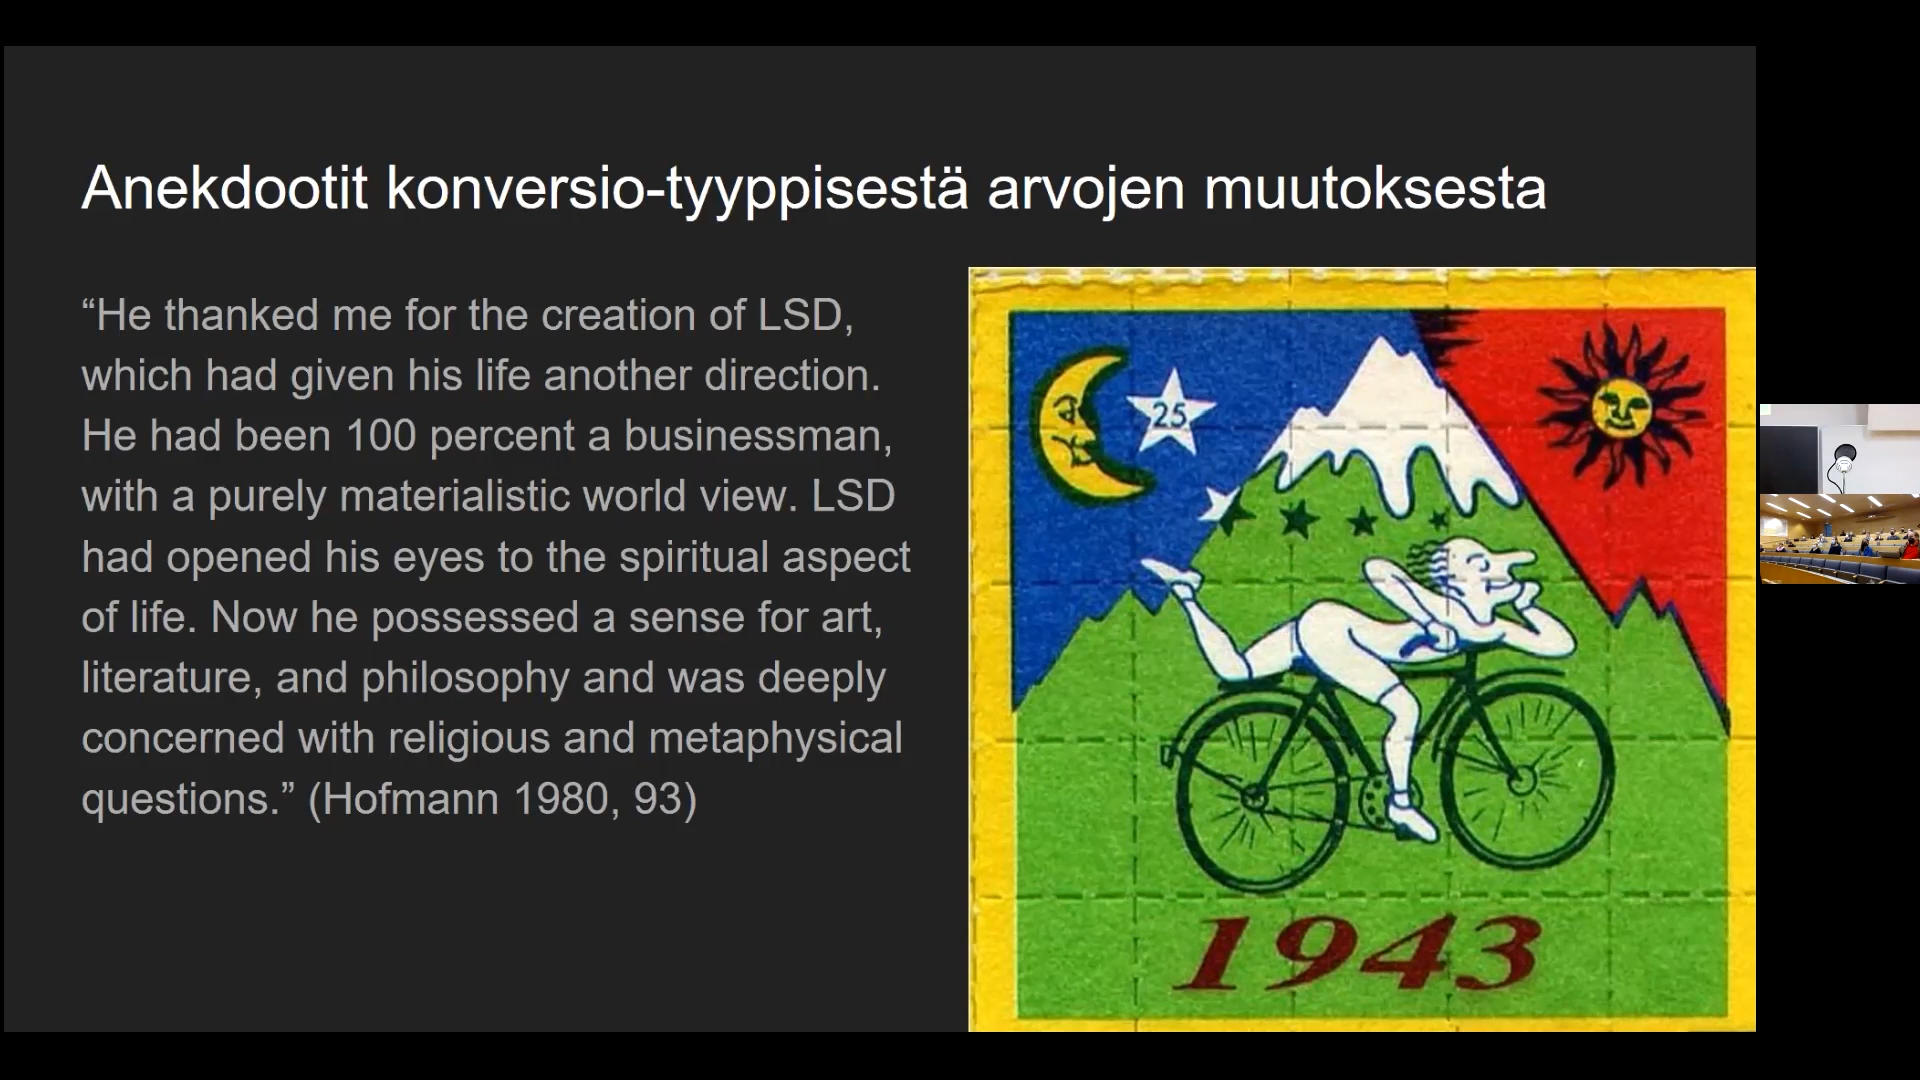 Anekdootit konversio-tyyppisestä arvojen muutoksesta
“He thanked me for the creation of LSD,
which had given his life another direction.
He had been 100 percent a businessman,
with a purely materialistic world view. LSD
had opened his eyes to the spiritual aspect
of life. Now he possessed a sense for art,
literature, and philosophy and was deeply
concerned with religious and metaphysical
questions.” (Hofmann 1980, 93)
25
1943